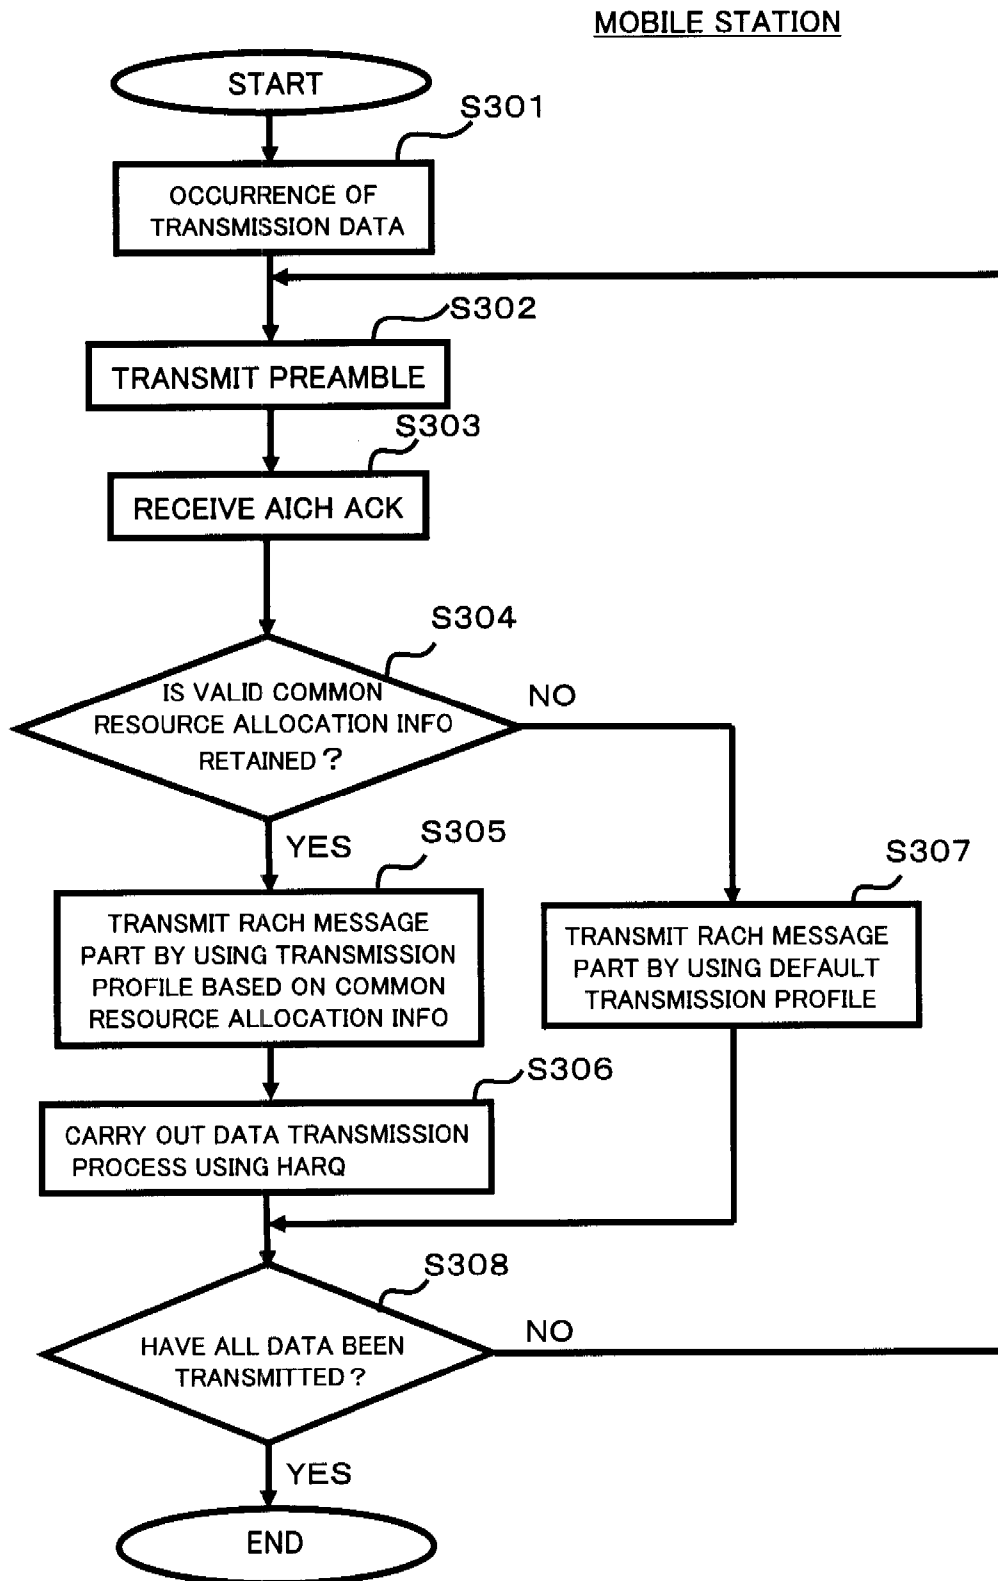 MOBILE STATION
START
S301
OCCURRENCE OF
TRANSMISSION DATA
S302
TRANSMIT PREAMBLE
S303
RECEIVE AICH ACK
S304
IS VALID COMMON
RESOURCE ALLOCATION INFO
RETAINED?
NO
YES
S305
TRANSMIT RACH MESSAGE
PART BY USING TRANSMISSION
PROFILE BASED ON COMMON
RESOURCE ALLOCATION INFO
S307
TRANSMIT RACH MESSAGE
PART BY USING DEFAULT
TRANSMISSION PROFILE
S306
CARRY OUT DATA TRANSMISSION
PROCESS USING HARQ
S308
HAVE ALL DATA BEEN
TRANSMITTED?
NO
YES
END